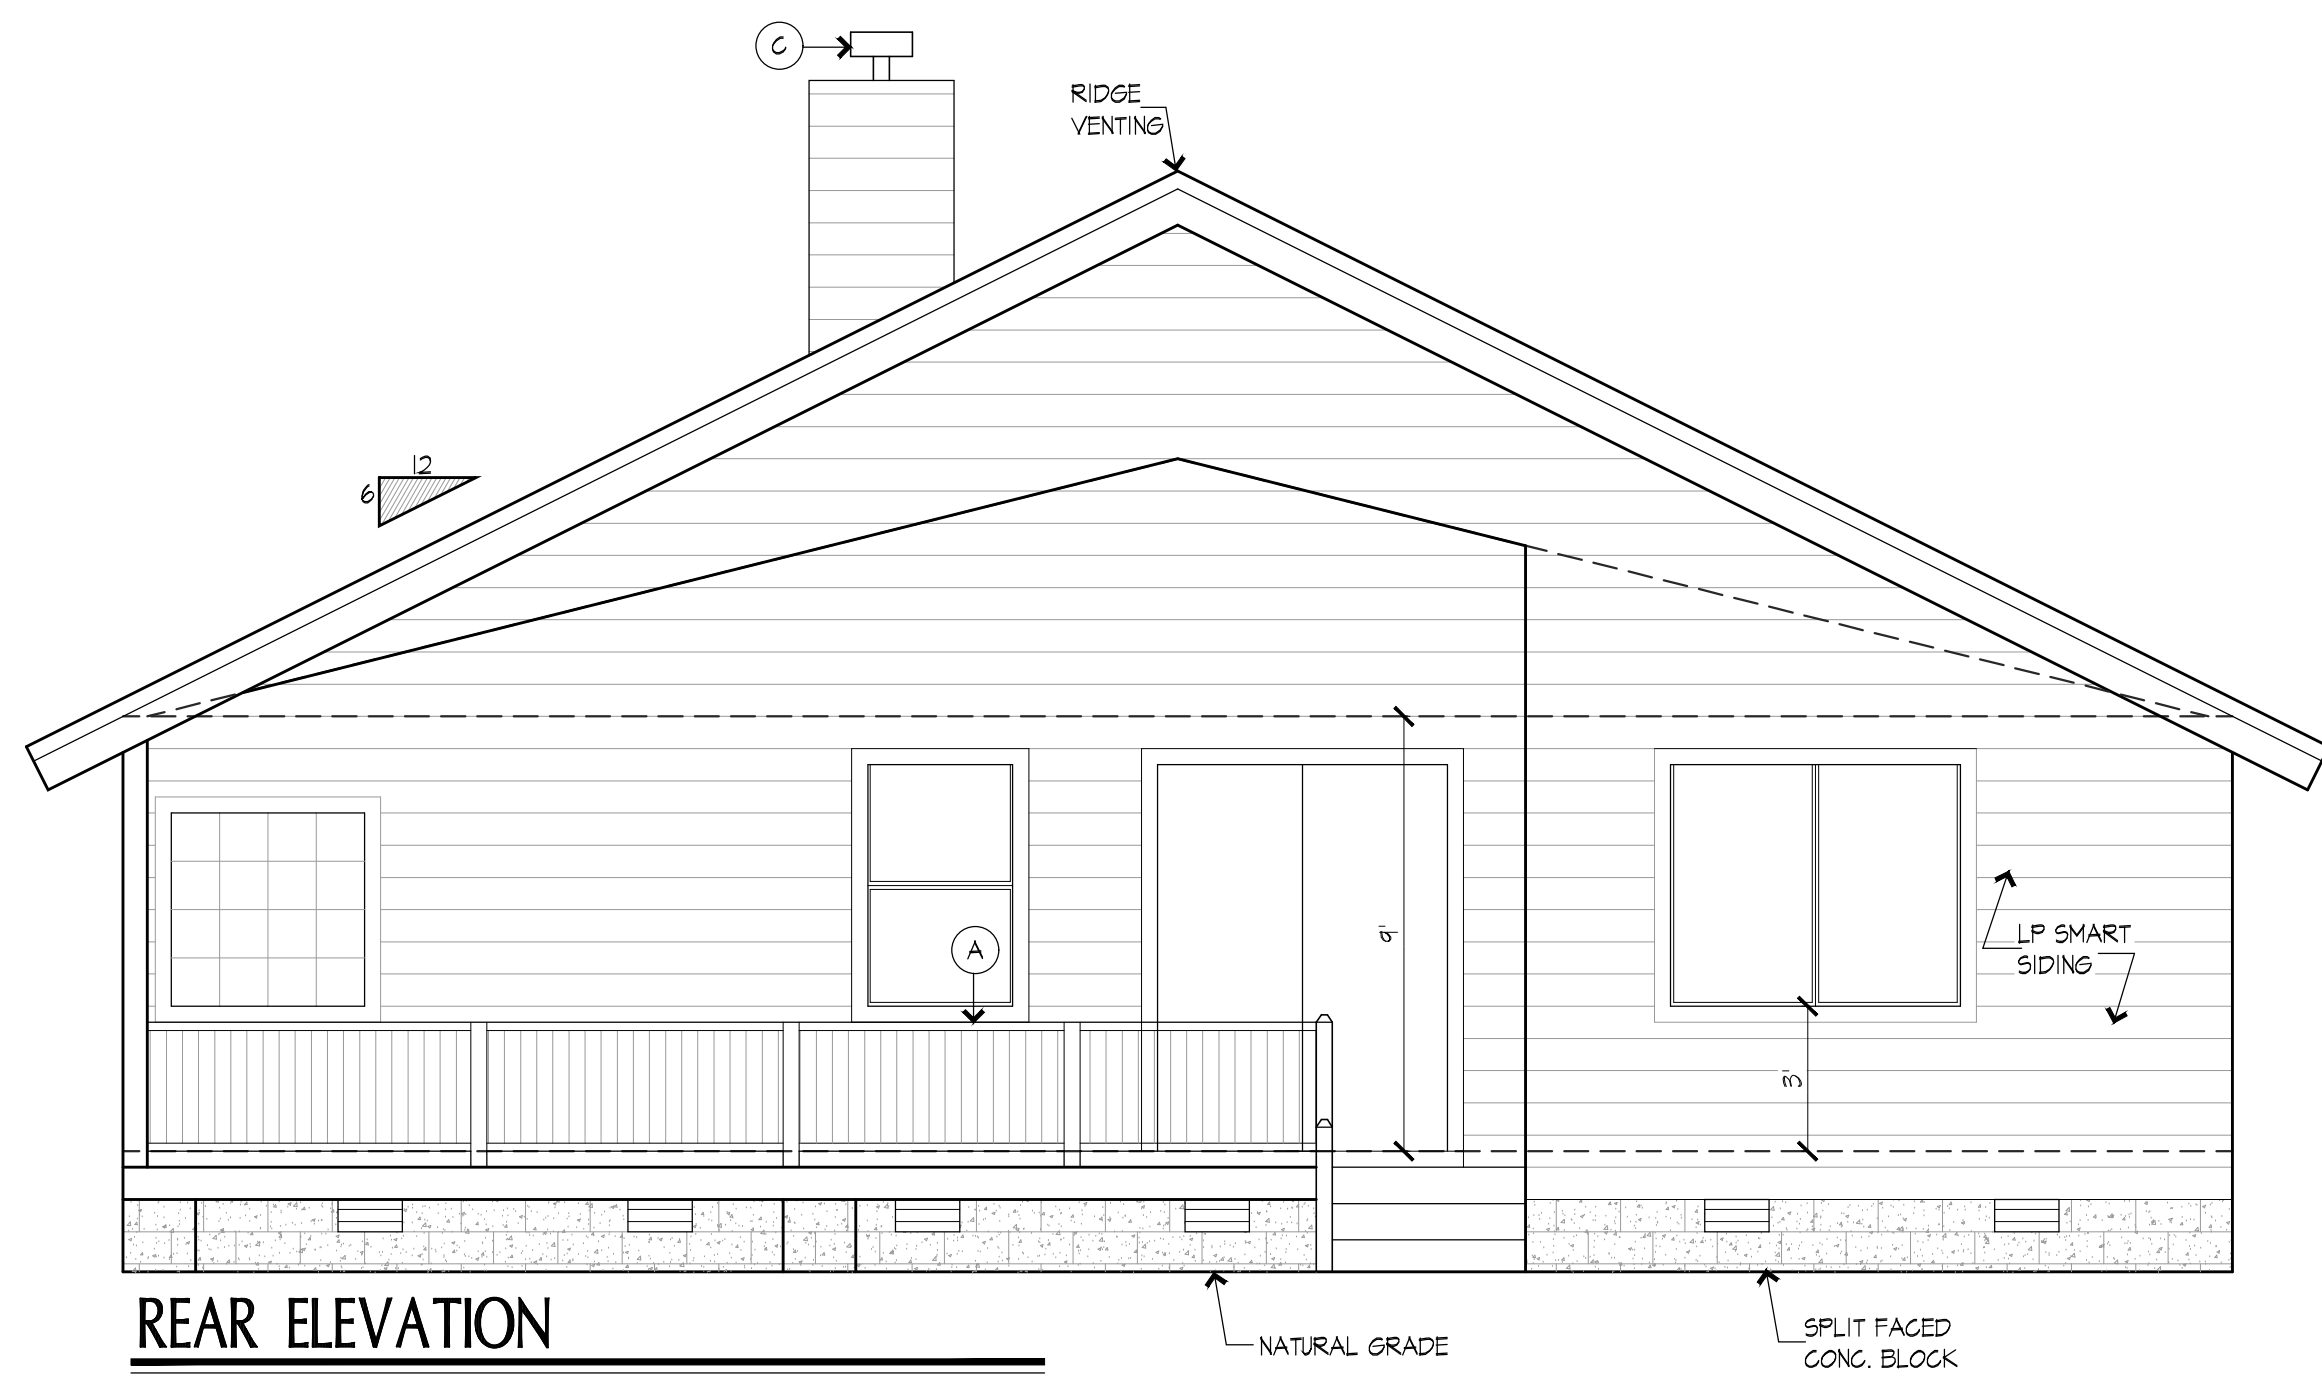 C
RIDGE
VENTING
12
6
9'
A
LP SMART
SIDING
3'
REAR ELEVATION
NATURAL GRADE
SPLIT FACED
CONC. BLOCK